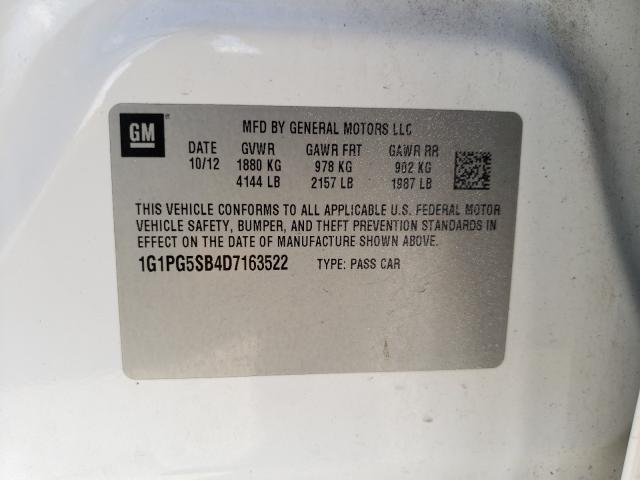 GM
MFD BY GENERAL MOTORS LLC
DATE GVWR GAWR FRT GAWR RR
10/12 1880 KG 978 KG 902 KG
4144 LB 2157 LB 1987 LB
THIS VEHICLE CONFORMS TO ALL APPLICABLE U.S. FEDERAL MOTOR
VEHICLE SAFETY, BUMPER, AND THEFT PREVENTION STANDARDS IN
EFFECT ON THE DATE OF MANUFACTURE SHOWN ABOVE.
1G1PG5SB4D7163522 TYPE: PASS CAR